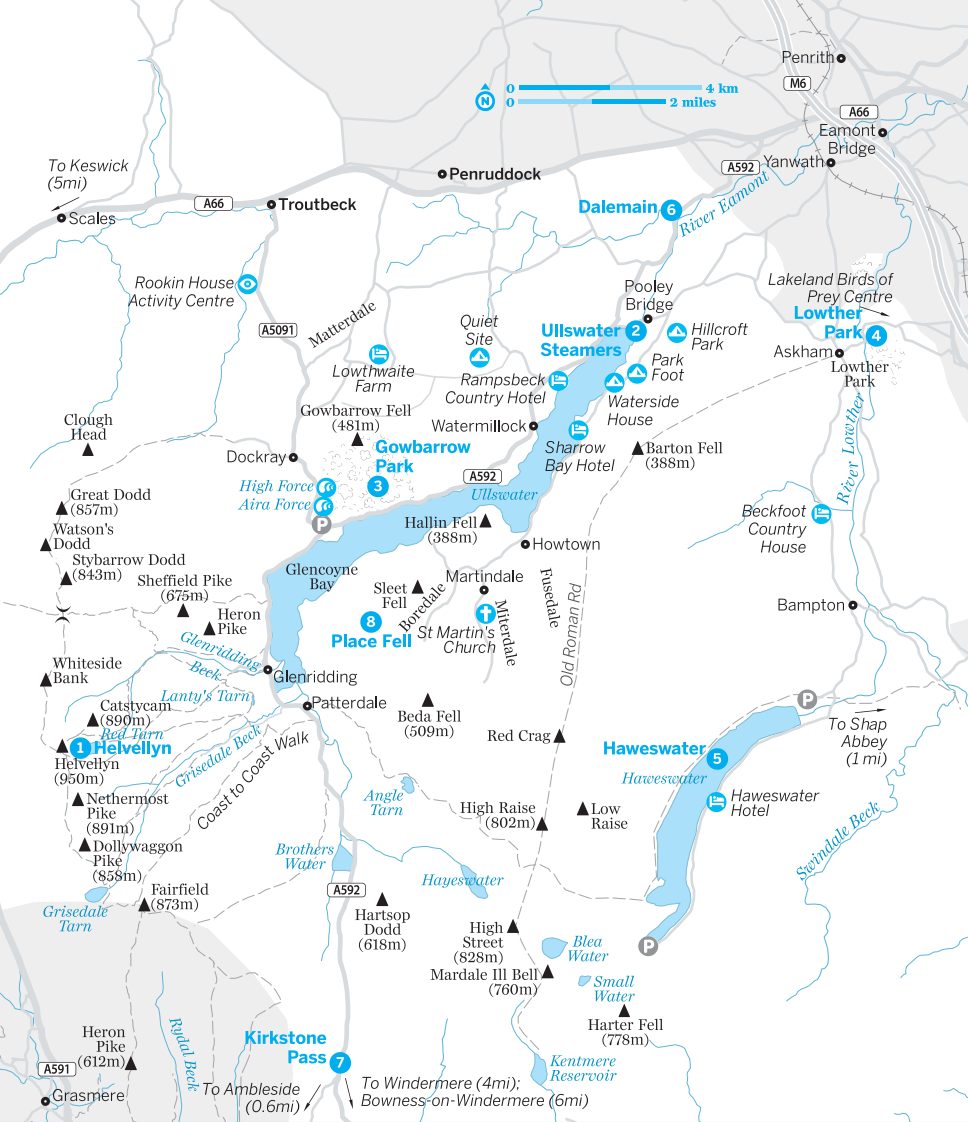 Penrith
0
4 km
N
0
2 miles
M6
A66
Eamont
Bridge
To Keswick
(5mi)
Penruddock
A592
Yanwath
A66
Troutbeck
Scales
Dalemain
6
River Eamont
Rookin House
Activity Centre
Lakeland Birds of
Prey Centre
Pooley
Bridge
A5091
Matterdale
Quiet
Site
Ullswater
Steamers
2
Hillcroft
Park
Lowther
Park
4
Askham
Lowther
Park
Lowthwaite
Farm
Rampsbeck
Country Hotel
Park
Foot
Waterside
House
Gowbarrow Fell
(481m)
Clough
Head
Watermillock
Dockray
Gowbarrow
Park
3
Sharrow
Bay Hotel
Barton Fell
(388m)
River Lowther
A592
High Force
Aira Force
Ullswater
Great Dodd
(857m)
P
Hallin Fell
(388m)
Beckfoot
Country
House
Watson's
Dodd
Howtown
Stybarrow Dodd
(843m)
Glencoyne
Bay
Sheffield Pike
(675m)
Sleet
Fell
Martindale
Boredale
Fusedale
Bampton
Heron
Pike
8
Place Fell
St Martin's
Church
Miterdale
Old Roman Rd
Glenridding
Beck
Whiteside
Bank
Glenridding
Lanty's Tarn
Patterdale
P
Catstycam
(890m)
Red Tarn
Beda Fell
(509m)
To Shap
Abbey
(1 mi)
Grisedale Beck
Red Crag
1
Helvellyn
Helvellyn
(950m)
Haweswater
5
Haweswater
Coast to Coast Walk
Nethermost
Pike
(891m)
Angle
Tarn
High Raise
(802m)
Low
Raise
Haweswater
Hotel
Dollywaggon
Pike
(858m)
Brothers
Water
Swindale Beck
Fairfield
(873m)
A592
Hayeswater
Grisedale
Tarn
Hartsop
Dodd
(618m)
High
Street
(828m)
Blea
Water
P
Mardale Ill Bell
(760m)
Small
Water
Harter Fell
(778m)
Heron
Pike
(612m)
Rydal Beck
Kirkstone
Pass
7
A591
Kentmere
Reservoir
Grasmere
To Ambleside
(0.6mi)
To Windermere (4mi);
Bowness-on-Windermere (6mi)